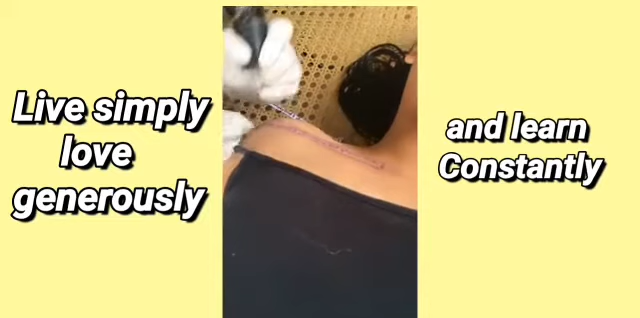 Live simply
love
generously
and learn
Constantly